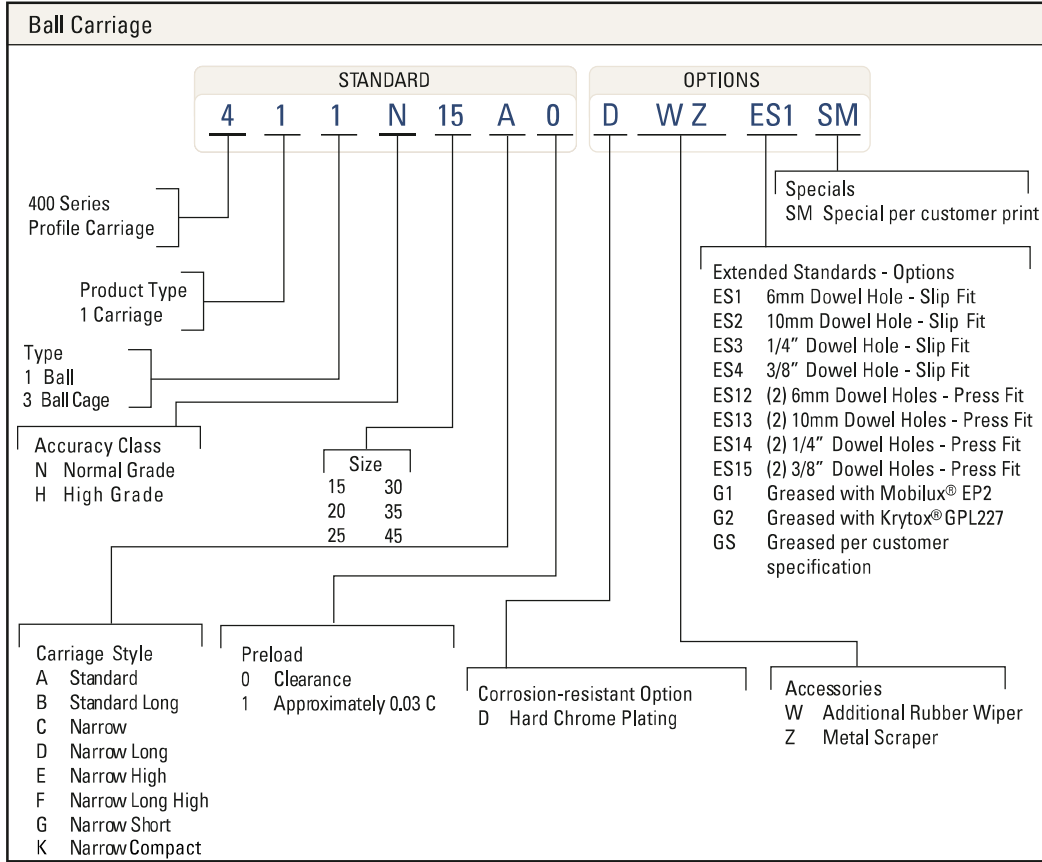 Ball Carriage
STANDARD
OPTIONS
4 1 1 N 15 A 0 D W Z ES1 SM
400 Series
Profile Carriage
Product Type
1 Carriage
Type
1 Ball
3 Ball Cage
Accuracy Class
N Normal Grade
H High Grade
Size
15 30
20 35
25 45
Specials
SM Special per customer print
Extended Standards - Options
ES1 6mm Dowel Hole - Slip Fit
ES2 10mm Dowel Hole - Slip Fit
ES3 1/4" Dowel Hole - Slip Fit
ES4 3/8" Dowel Hole - Slip Fit
ES12 (2) 6mm Dowel Holes - Press Fit
ES13 (2) 10mm Dowel Holes - Press Fit
ES14 (2) 1/4" Dowel Holes - Press Fit
ES15 (2) 3/8" Dowel Holes - Press Fit
G1 Greased with Mobilux® EP2
G2 Greased with Krytox® GPL227
GS Greased per customer
specification
Carriage Style
A Standard
B Standard Long
C Narrow
D Narrow Long
E Narrow High
F Narrow Long High
G Narrow Short
K Narrow Compact
Preload
0 Clearance
1 Approximately 0.03 C
Corrosion-resistant Option
D Hard Chrome Plating
Accessories
W Additional Rubber Wiper
Z Metal Scraper